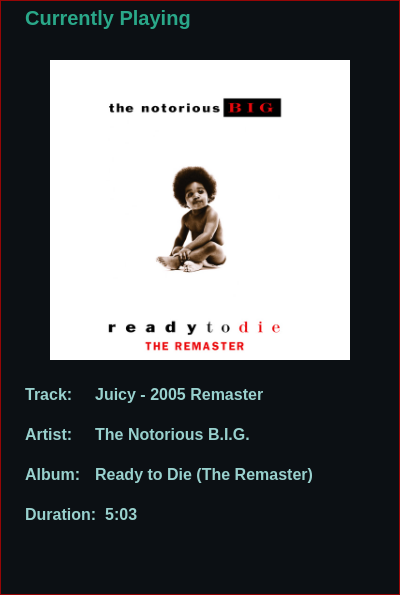 Currently Playing
the notorious BIG
ready to die
THE REMASTER
Track: Juicy - 2005 Remaster
Artist: The Notorious B.I.G.
Album: Ready to Die (The Remaster)
Duration: 5:03